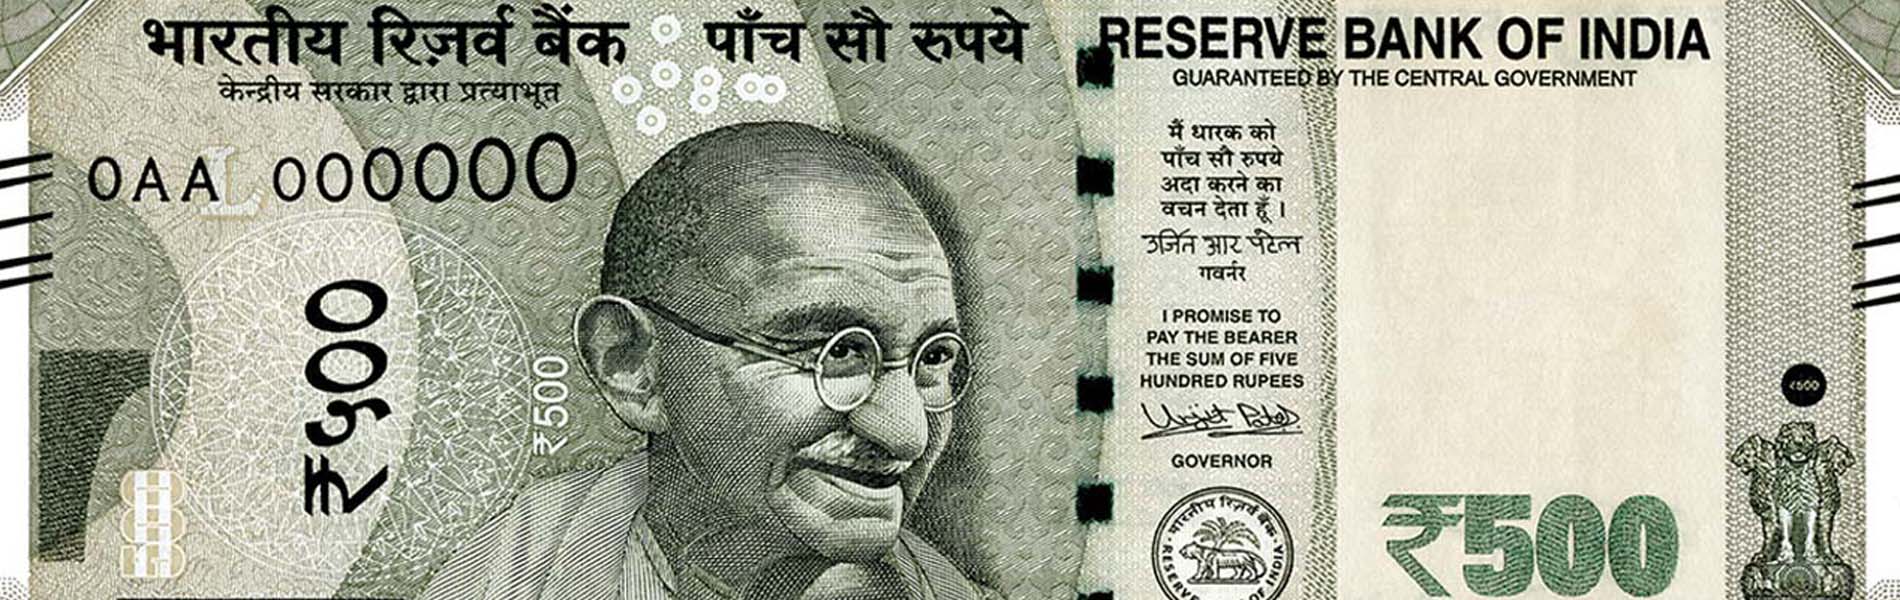 भारतीय रिज़र्व बैंक पाँच सौ रुपये
केन्द्रीय सरकार द्वारा प्रत्याभूत
RESERVE BANK OF INDIA
GUARANTEED BY THE CENTRAL GOVERNMENT
0AA L 000000
₹५००
₹500
मैं धारक को
पाँच सौ रुपये
अदा करने का
वचन देता हूँ ।
उर्जित आर पटेल
गवर्नर
I PROMISE TO
PAY THE BEARER
THE SUM OF FIVE
HUNDRED RUPEES
Urjit Patel
GOVERNOR
भारतीय रिज़र्व बैंक
RESERVE OF INDIA
₹500
₹500